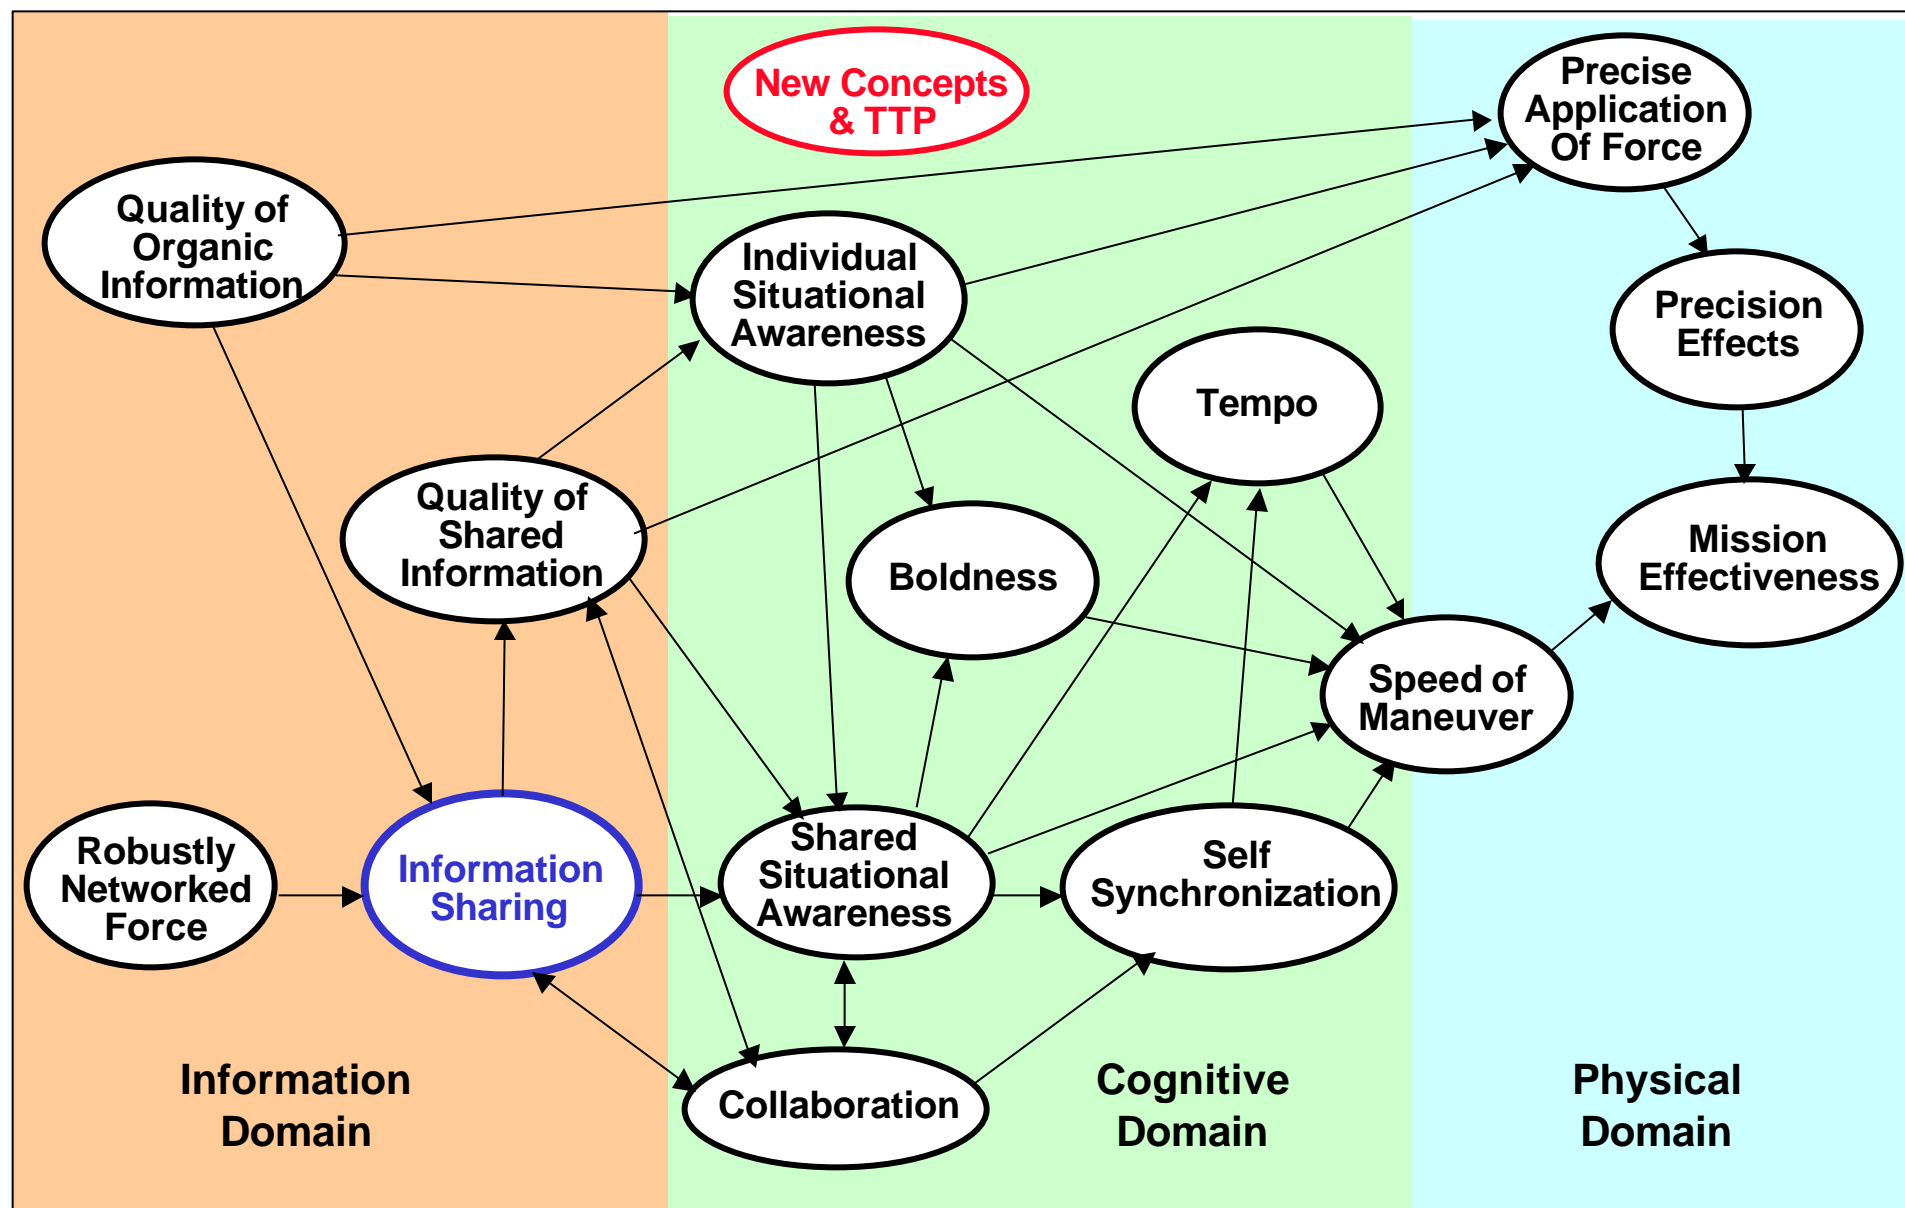 New Concepts
& TTP
Precise
Application
Of Force
Quality of
Organic
Information
Individual
Situational
Awareness
Precision
Effects
Tempo
Quality of
Shared
Information
Boldness
Mission
Effectiveness
Speed of
Maneuver
Robustly
Networked
Force
Information
Sharing
Shared
Situational
Awareness
Self
Synchronization
Collaboration
Information
Domain
Cognitive
Domain
Physical
Domain